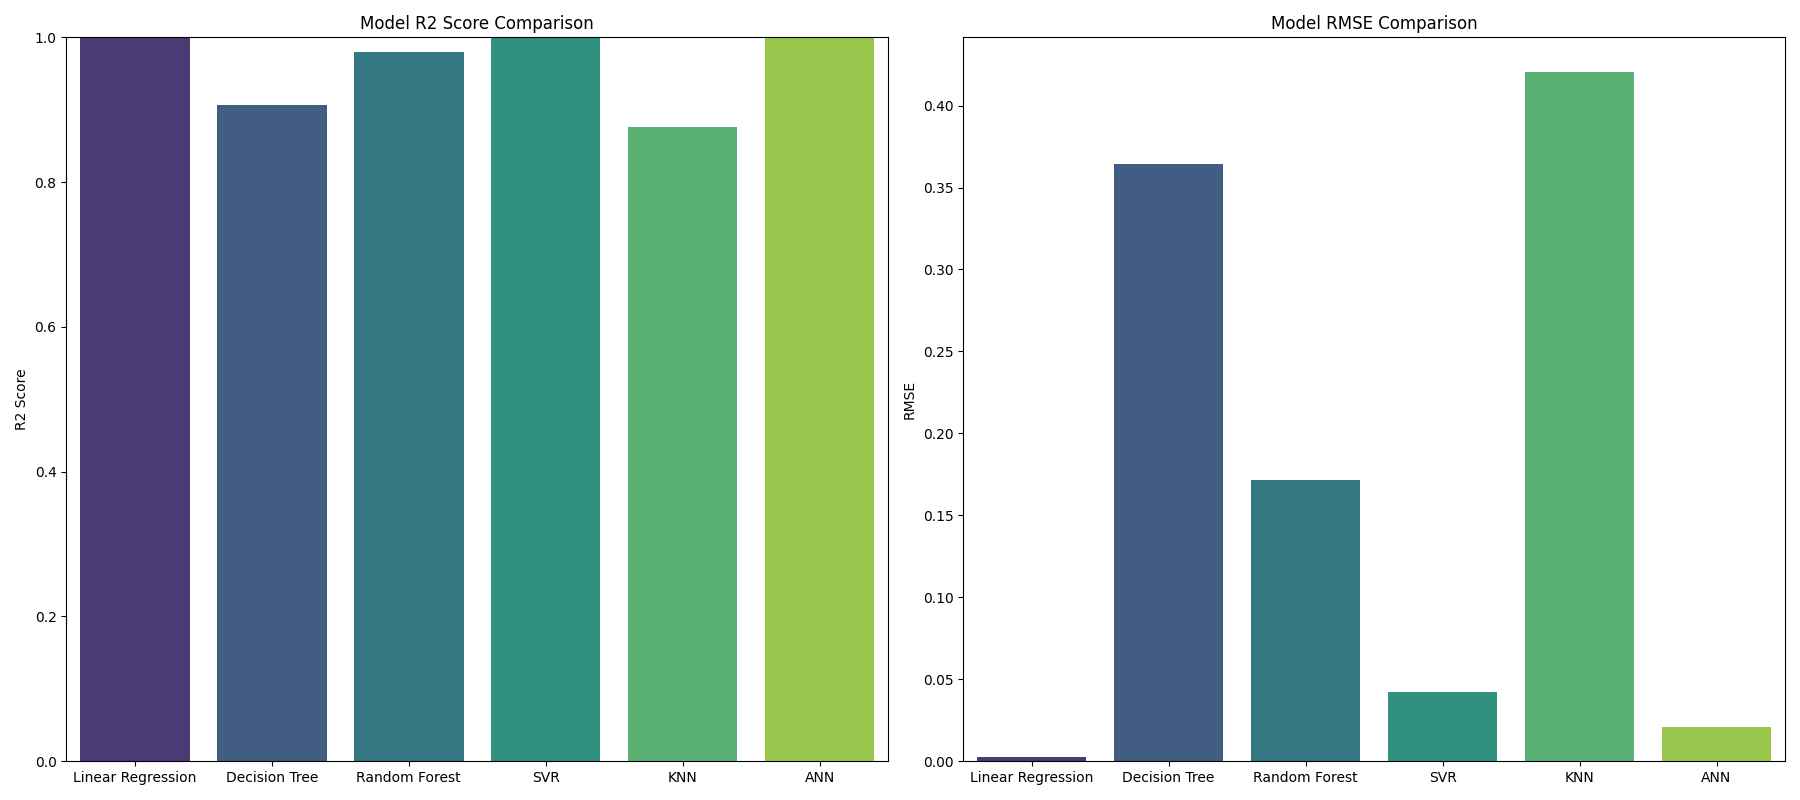 Model R2 Score Comparison
R2 Score
1.0
0.8
0.6
0.4
0.2
0.0
Linear Regression
Decision Tree
Random Forest
SVR
KNN
ANN
Model RMSE Comparison
RMSE
0.40
0.35
0.30
0.25
0.20
0.15
0.10
0.05
0.00
Linear Regression
Decision Tree
Random Forest
SVR
KNN
ANN